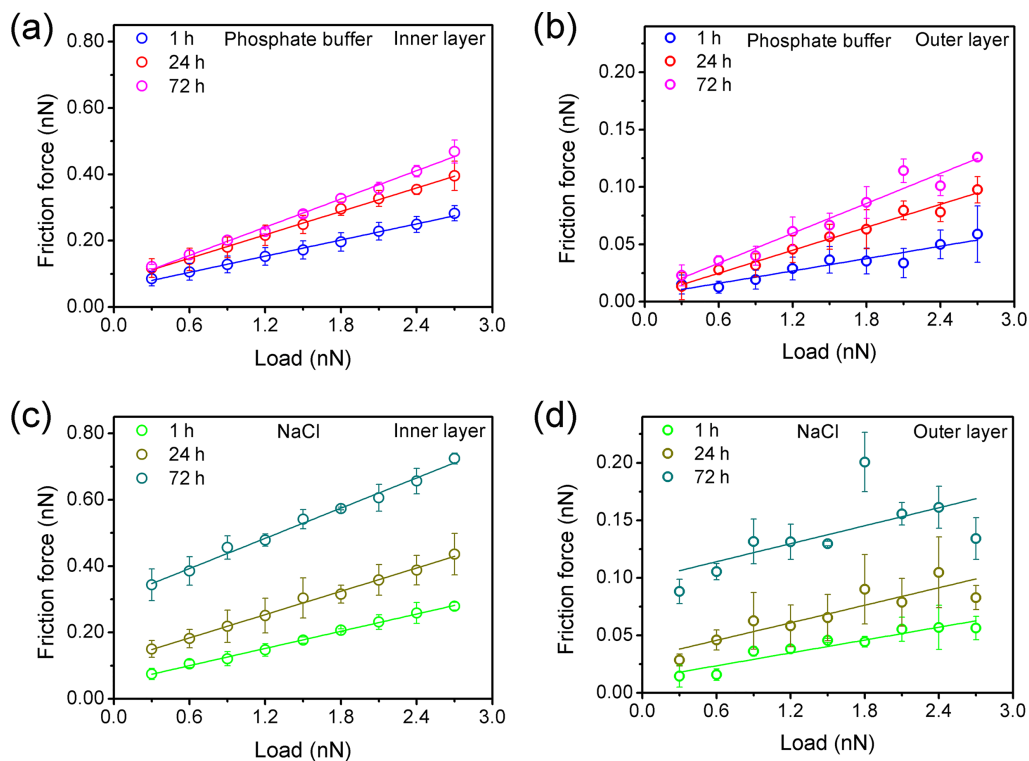 (a)
Phosphate buffer
Inner layer
1 h
24 h
72 h
Friction force (nN)
0.80
0.60
0.40
0.20
0.00
0.0 0.6 1.2 1.8 2.4 3.0
Load (nN)
(b)
Phosphate buffer
Outer layer
1 h
24 h
72 h
Friction force (nN)
0.20
0.15
0.10
0.05
0.00
0.0 0.6 1.2 1.8 2.4 3.0
Load (nN)
(c)
NaCl
Inner layer
1 h
24 h
72 h
Friction force (nN)
0.80
0.60
0.40
0.20
0.00
0.0 0.6 1.2 1.8 2.4 3.0
Load (nN)
(d)
NaCl
Outer layer
1 h
24 h
72 h
Friction force (nN)
0.20
0.15
0.10
0.05
0.00
0.0 0.6 1.2 1.8 2.4 3.0
Load (nN)